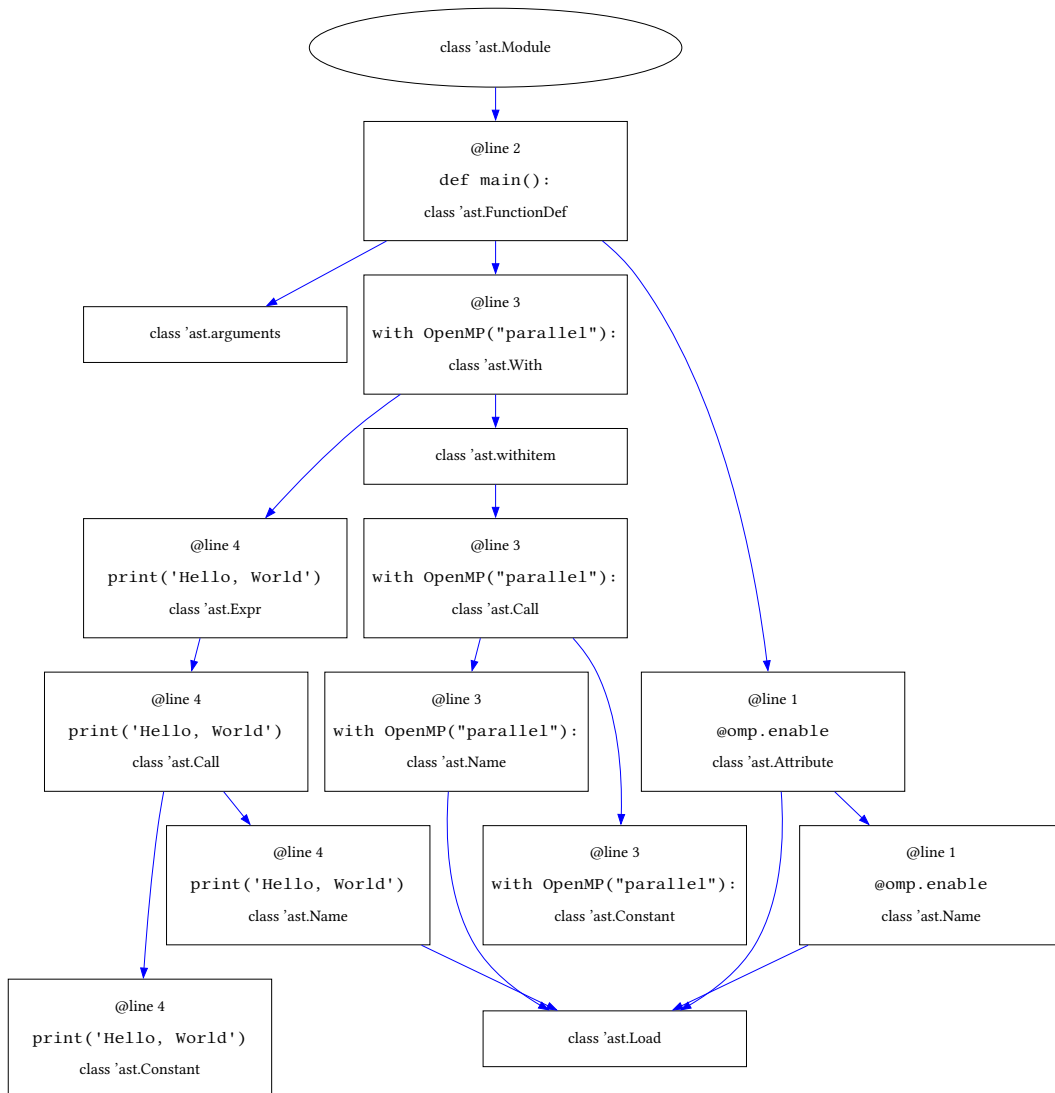 class 'ast.Module
@line 2
def main():
class 'ast.FunctionDef
@line 3
with OpenMP("parallel"):
class 'ast.With
class 'ast.arguments
class 'ast.withitem
@line 4
print('Hello, World')
class 'ast.Expr
@line 3
with OpenMP("parallel"):
class 'ast.Call
@line 4
print('Hello, World')
class 'ast.Call
@line 3
with OpenMP("parallel"):
class 'ast.Name
@line 1
@omp.enable
class 'ast.Attribute
@line 4
print('Hello, World')
class 'ast.Name
@line 3
with OpenMP("parallel"):
class 'ast.Constant
@line 1
@omp.enable
class 'ast.Name
@line 4
print('Hello, World')
class 'ast.Constant
class 'ast.Load